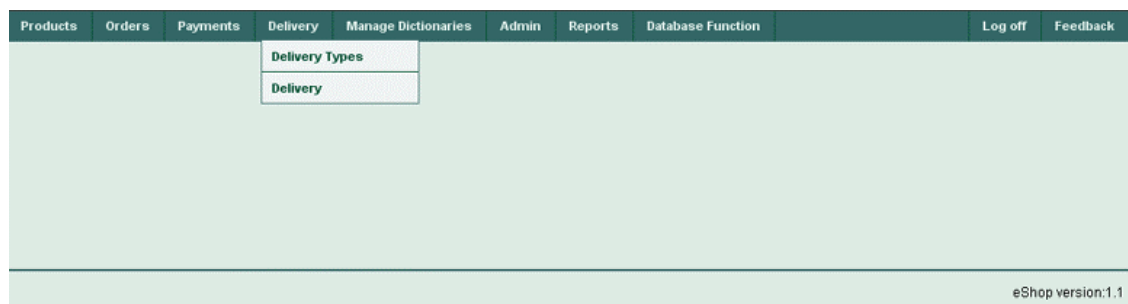 Products Orders Payments Delivery Manage Dictionaries Admin Reports Database Function Log off Feedback
Delivery Types
Delivery
eShop version:1.1